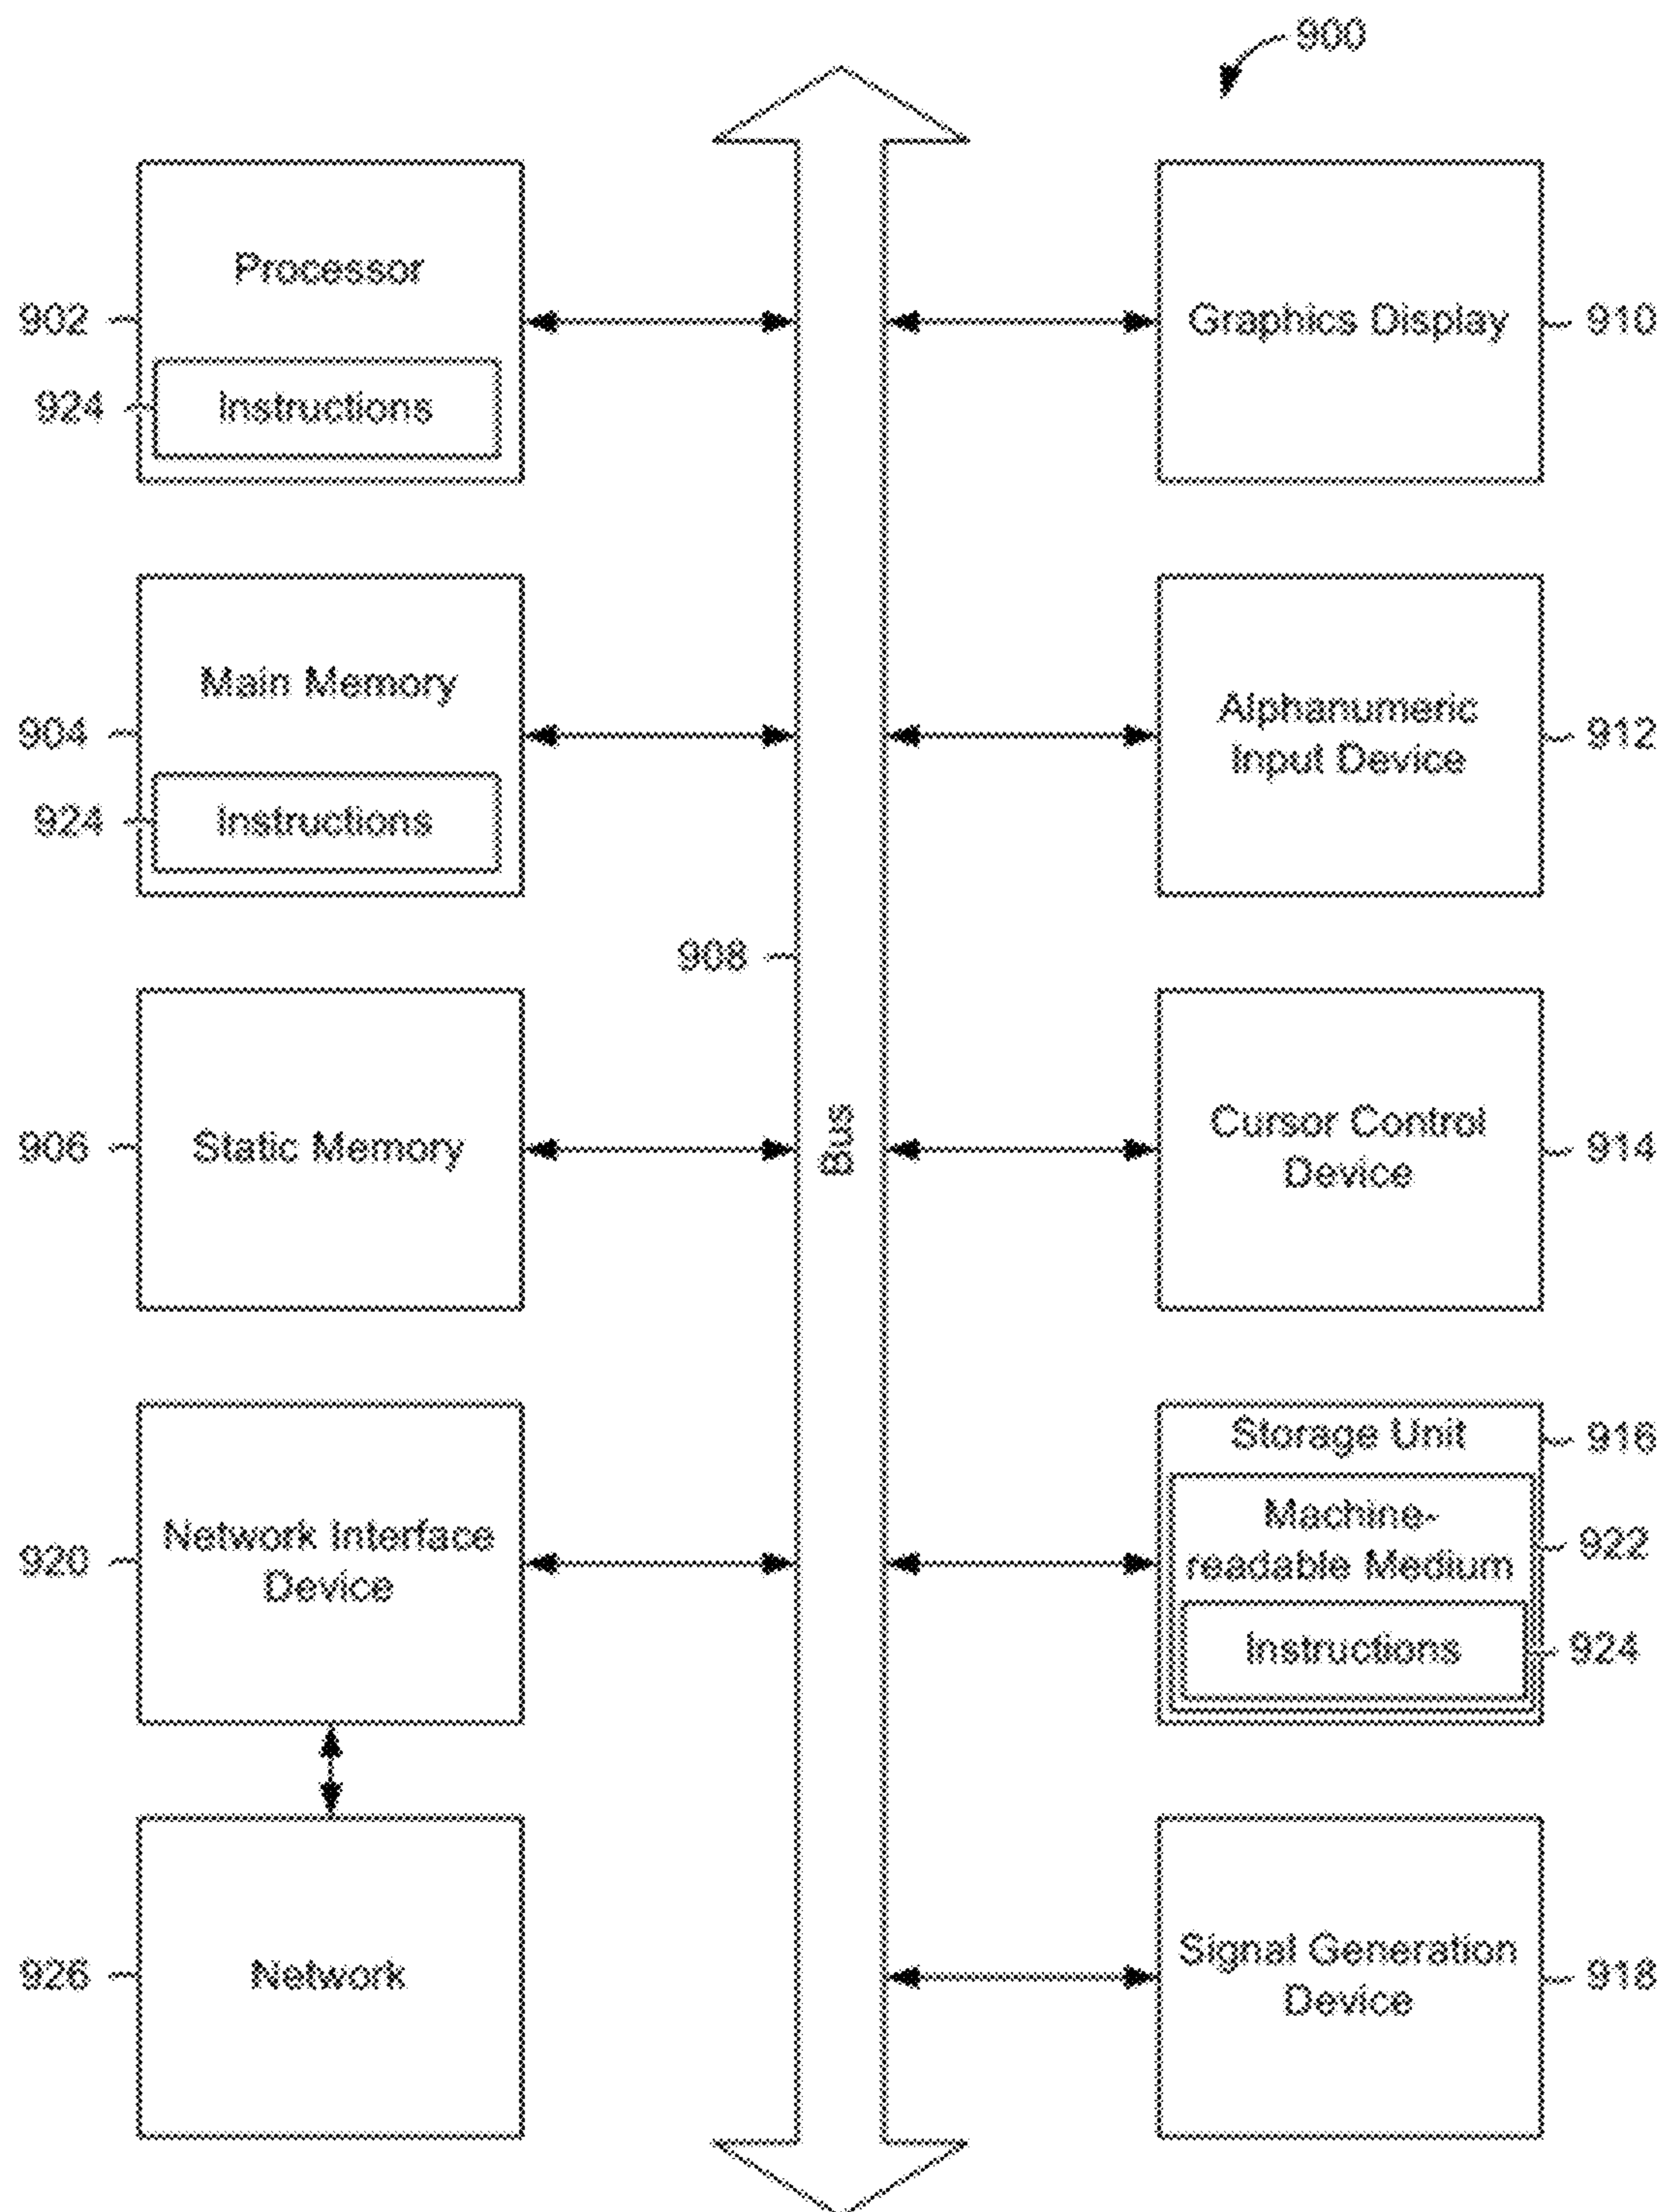 900
Processor
902
924
Instructions
Graphics Display
910
Main Memory
904
924
Instructions
Alphanumeric
Input Device
912
908
Static Memory
906
Bus
Cursor Control
Device
914
Network Interface
Device
920
Storage Unit
916
Machine-
readable Medium
922
Instructions
924
Network
926
Signal Generation
Device
918